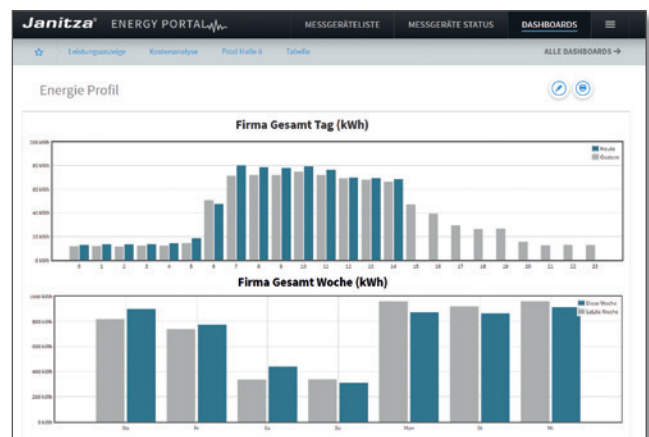 Janitza® ENERGY PORTAL
MESSGERÄTELISTE MESSGERÄTE STATUS DASHBOARDS
Leistungsanzeige Kostenanalyse Prod Halle 6 Tabelle ALLE DASHBOARDS →
Energie Profil
Firma Gesamt Tag (kWh)
100 kWh
Heute
Gestern
80 kWh
60 kWh
40 kWh
20 kWh
0 kWh
0 1 2 3 4 5 6 7 8 9 10 11 12 13 14 15 16 17 18 19 20 21 22 23
Firma Gesamt Woche (kWh)
1000 kWh
Diese Woche
Letzte Woche
800 kWh
600 kWh
400 kWh
200 kWh
0 kWh
Do Fr Sa So Mon Di Mi